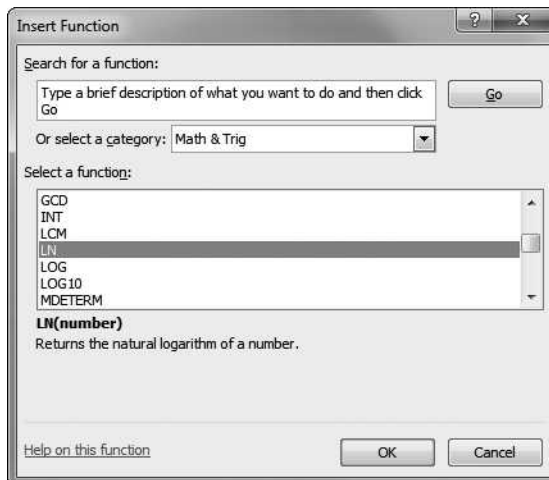 Insert Function
Search for a function:
Type a brief description of what you want to do and then click
Go
Go
Or select a category: Math & Trig
Select a function:
GCD
INT
LCM
LN
LOG
LOG10
MDETERM
LN(number)
Returns the natural logarithm of a number.
Help on this function
OK
Cancel